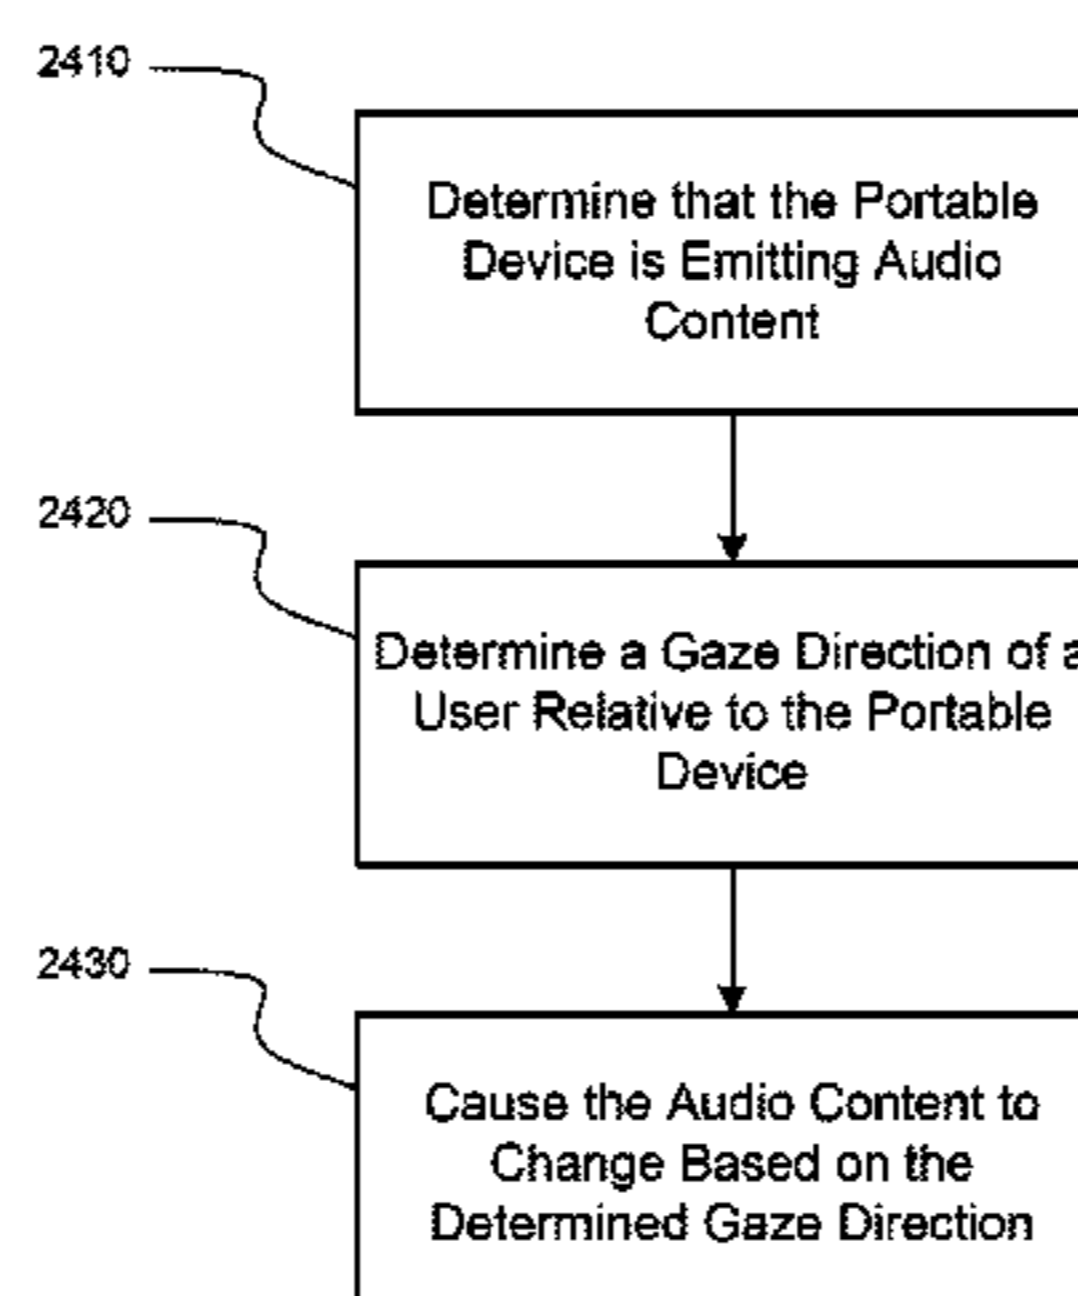 2410
Determine that the Portable
Device is Emitting Audio
Content
2420
Determine a Gaze Direction of a
User Relative to the Portable
Device
2430
Cause the Audio Content to
Change Based on the
Determined Gaze Direction